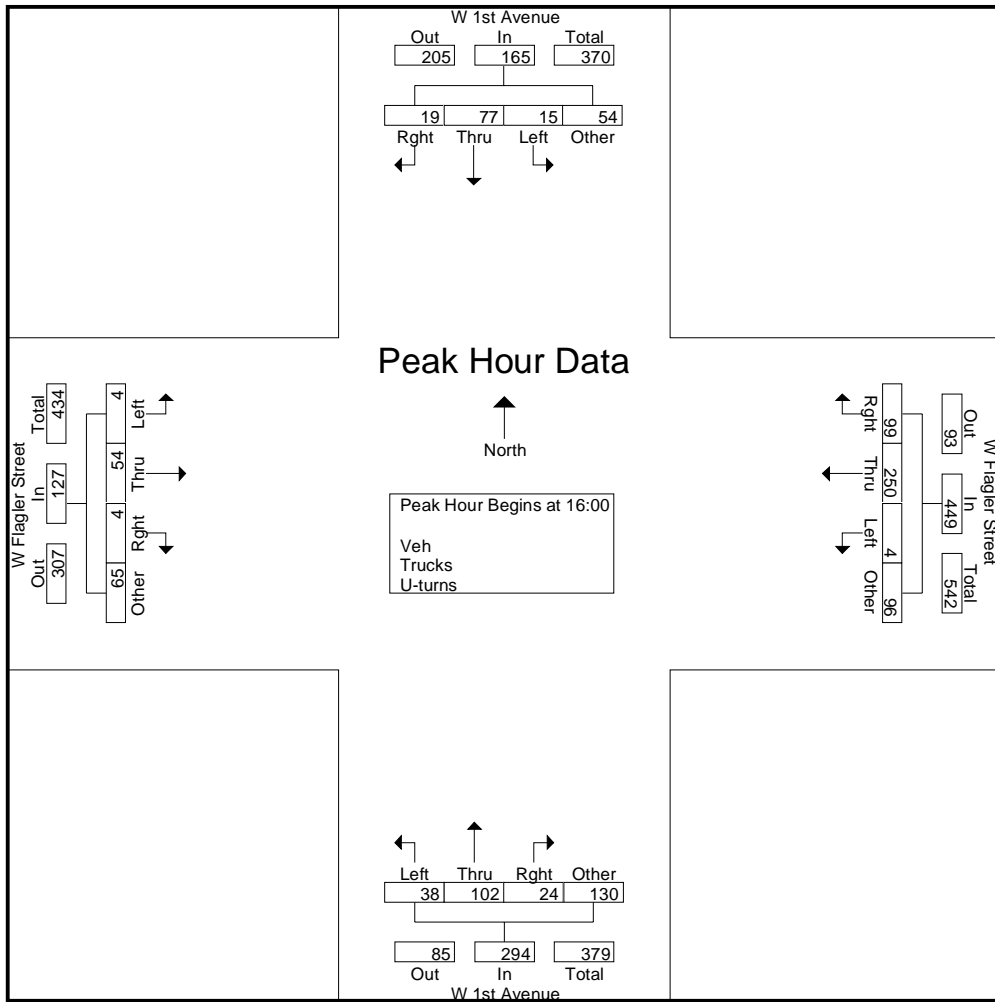 W 1st Avenue
Out In Total
205 165 370
19 77 15 54
Rght Thru Left Other
Peak Hour Data
North
Peak Hour Begins at 16:00
Veh
Trucks
U-turns
W Flagler Street
Total In Out
434 127 307
4 54 4 65
Left Thru Rght Other
Rght Thru Left Other
99 250 4 96
93 449 542
Out In Total
W Flagler Street
Left Thru Rght Other
38 102 24 130
85 294 379
Out In Total
W 1st Avenue